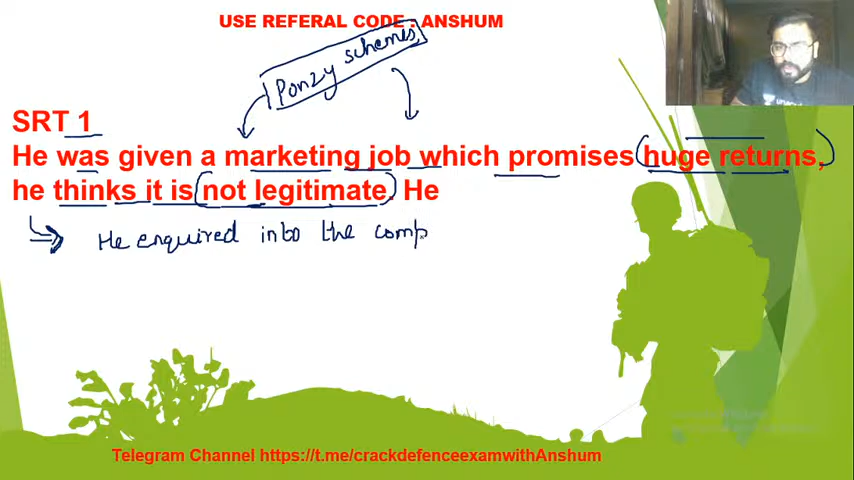 USE REFERAL CODE - ANSHUM
Ponzy schemes
SRT 1
He was given a marketing job which promises huge returns,
he thinks it is not legitimate. He
He enquired into the comp
Telegram Channel https://t.me/crackdefenceexamwithAnshum